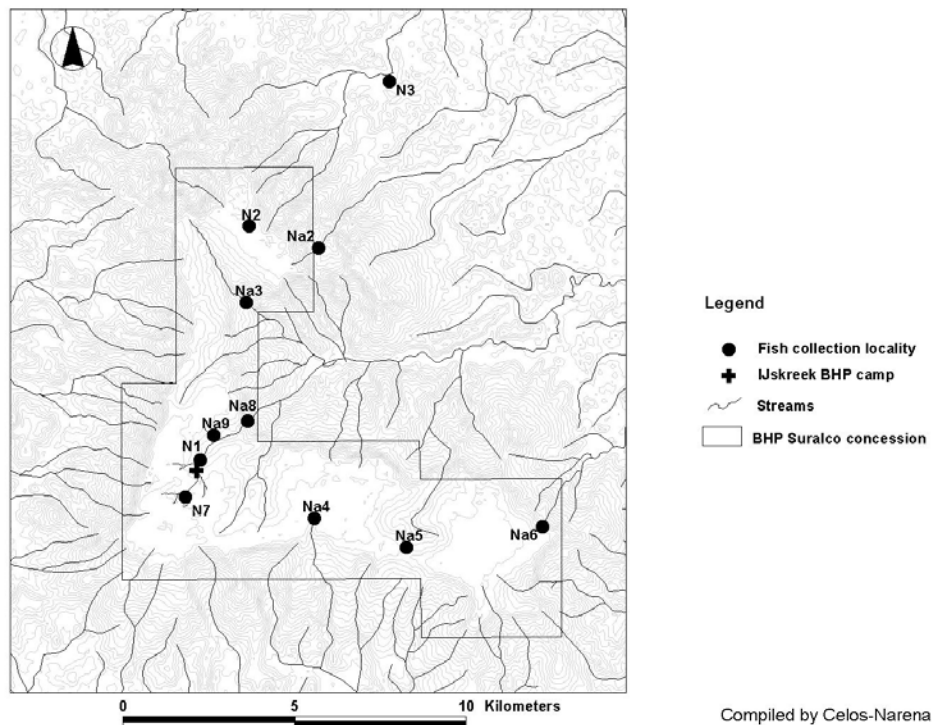 N3
N2
Na2
Na3
Na8
Na9
N1
N7
Na4
Na5
Na6
Legend
Fish collection locality
IJskreek BHP camp
Streams
BHP Suralco concession
0 5 10 Kilometers
Compiled by Celos-Narena